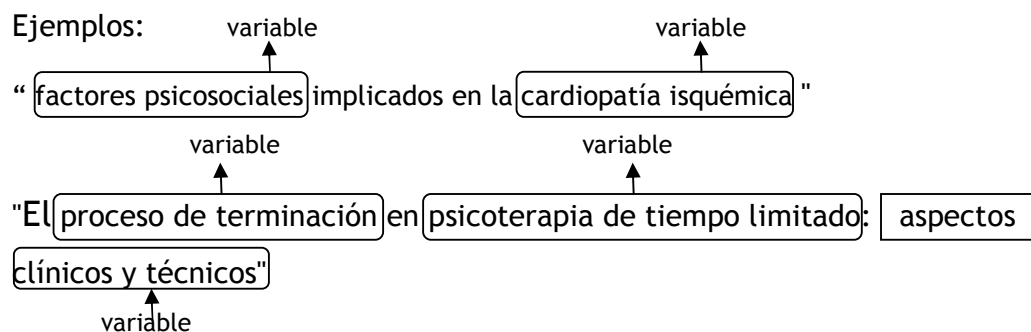 Ejemplos: variable variable
“ factores psicosociales implicados en la cardiopatía isquémica "
variable variable
"El proceso de terminación en psicoterapia de tiempo limitado: aspectos
clínicos y técnicos"
variable